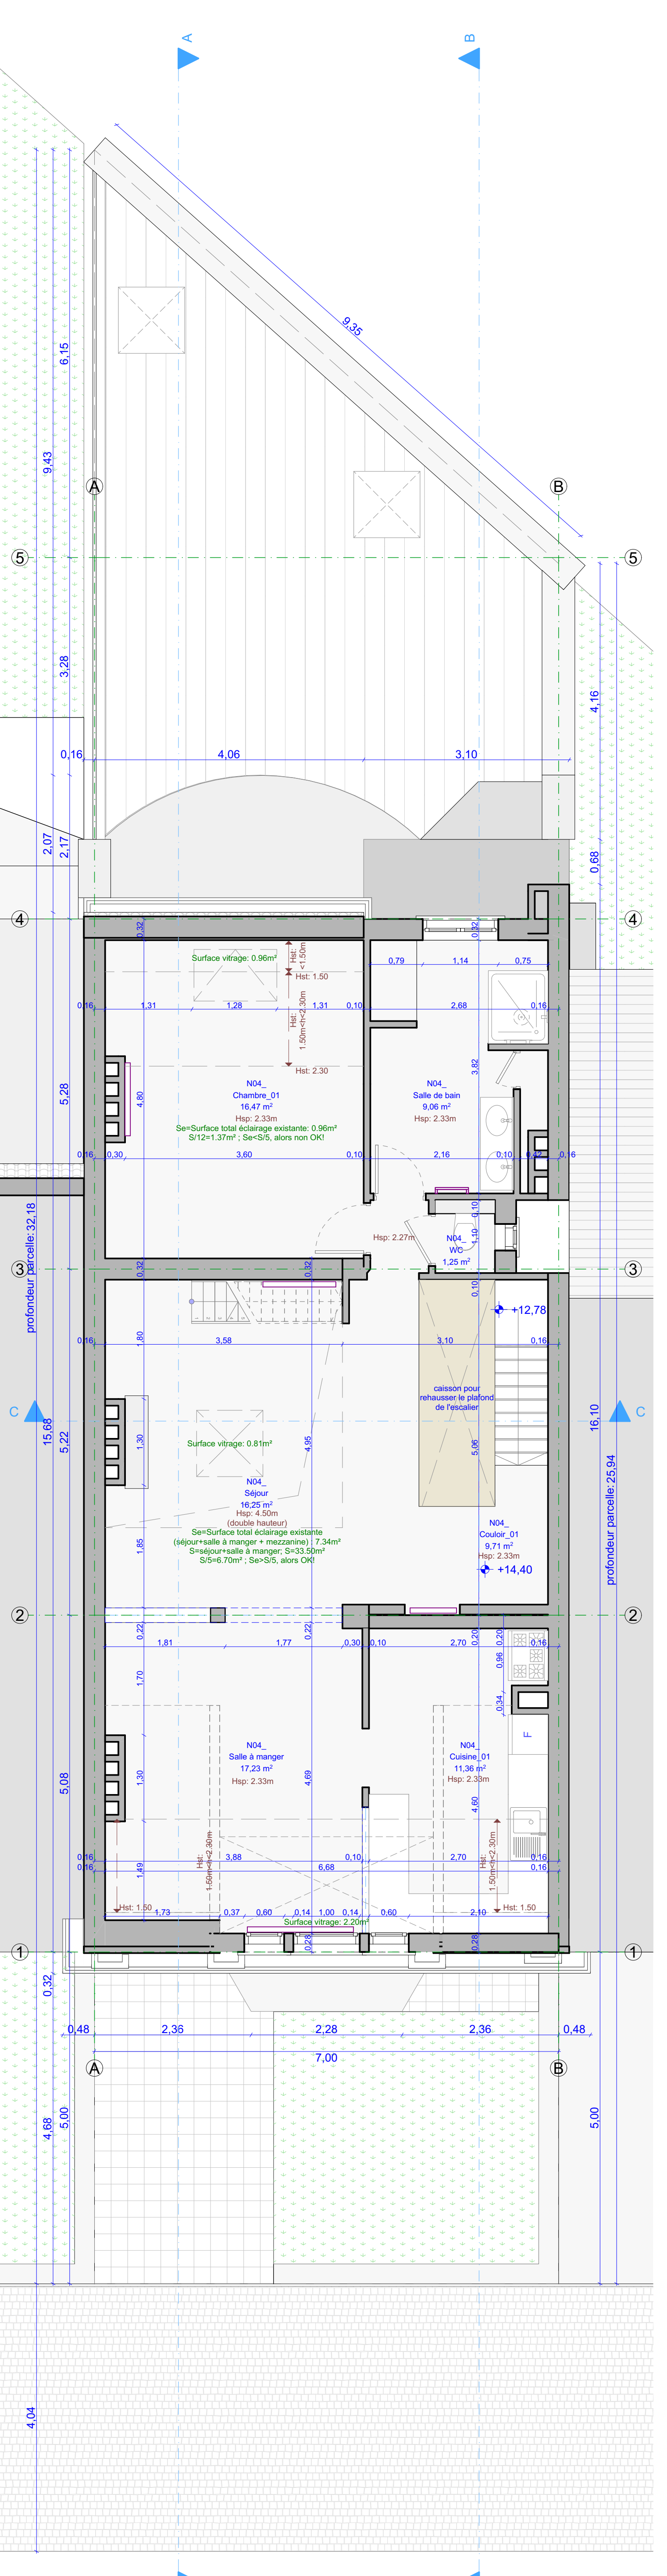 A
B
9,35
6,15
9,43
A
B
5
5
3,28
4,16
0,16
4,06
3,10
2,07
2,17
0,68
4
4
0,32
0,32
Surface vitrage: 0.96m²
Hst:
<1.50m
Hst: 1.50
0,79
1,14
0,75
0,16
1,31
1,28
1,31
0,10
2,68
0,16
Hst:
1.50m<h<2.30m
Hst: 2.30
5,28
4,80
3,82
N04_
Chambre_01
16,47 m²
Hsp: 2.33m
Se=Surface total éclairage existante: 0.96m²
S/12=1.37m² ; Se<S/5, alors non OK!
N04_
Salle de bain
9,06 m²
Hsp: 2.33m
0,16
0,30
3,60
0,10
2,16
0,10
0,42
0,16
profondeur parcelle: 32,18
Hsp: 2.27m
0,10
1,10
N04_
WC
1,25 m²
3
3
0,32
0,32
0,10
+12,78
0,16
1,80
3,58
3,10
0,16
caisson pour
rehausser le plafond
de l'escalier
C
C
15,68
5,22
1,30
Surface vitrage: 0.81m²
4,95
5,06
16,10
profondeur parcelle: 25,94
N04_
Séjour
16,25 m²
Hsp: 4.50m
(double hauteur)
Se=Surface total éclairage existante
(séjour+salle à manger + mezzanine) : 7.34m²
S=séjour+salle à manger; S=33.50m²
S/5=6.70m² ; Se>S/5, alors OK!
1,85
N04_
Couloir_01
9,71 m²
Hsp: 2.33m
+14,40
2
2
0,22
0,22
0,20
0,20
1,81
1,77
0,30
0,10
2,70
0,16
0,96
1,70
0,34
F
N04_
Salle à manger
17,23 m²
Hsp: 2.33m
N04_
Cuisine_01
11,36 m²
Hsp: 2.33m
5,08
1,30
4,69
4,60
Hst:
1.50m<h<2.30m
Hst:
1.50m<h<2.30m
0,16
3,88
0,10
2,70
0,16
0,16
6,68
0,16
1,49
Hst: 1.50
Hst: 1.50
1,73
0,37
0,60
0,14
1,00
0,14
0,60
2,10
Surface vitrage: 2.20m²
0,28
0,28
1
1
0,32
0,48
2,36
2,28
2,36
0,48
7,00
A
B
4,68
5,00
5,00
4,04